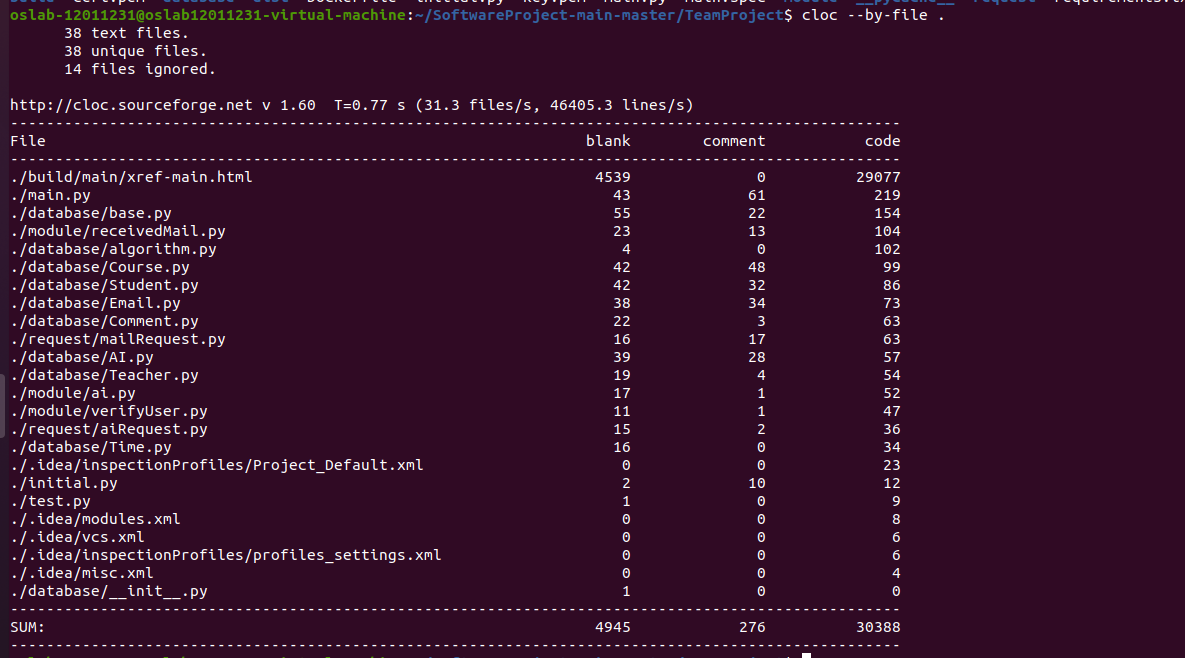 oslab-12011231@oslab12011231-virtual-machine:~/SoftwareProject-main-master/TeamProject$ cloc --by-file .
      38 text files.
      38 unique files.
      14 files ignored.
http://cloc.sourceforge.net v 1.60  T=0.77 s (31.3 files/s, 46405.3 lines/s)
---------------------------------------------------------------------------------------------------
File                                                            blank        comment           code
---------------------------------------------------------------------------------------------------
./build/main/xref-main.html                                      4539              0          29077
./main.py                                                          43             61            219
./database/base.py                                                 55             22            154
./module/receivedMail.py                                           23             13            104
./database/algorithm.py                                             4              0            102
./database/Course.py                                               42             48             99
./database/Student.py                                              42             32             86
./database/Email.py                                                38             34             73
./database/Comment.py                                              22              3             63
./request/mailRequest.py                                           16             17             63
./database/AI.py                                                   39             28             57
./database/Teacher.py                                              19              4             54
./module/ai.py                                                     17              1             52
./module/verifyUser.py                                             11              1             47
./request/aiRequest.py                                             15              2             36
./database/Time.py                                                 16              0             34
./.idea/inspectionProfiles/Project_Default.xml                      0              0             23
./initial.py                                                        2             10             12
./test.py                                                           1              0              9
./.idea/modules.xml                                                 0              0              8
./.idea/vcs.xml                                                     0              0              6
./.idea/inspectionProfiles/profiles_settings.xml                    0              0              6
./.idea/misc.xml                                                    0              0              4
./database/__init__.py                                              1              0              0
---------------------------------------------------------------------------------------------------
SUM:                                                             4945            276          30388
---------------------------------------------------------------------------------------------------